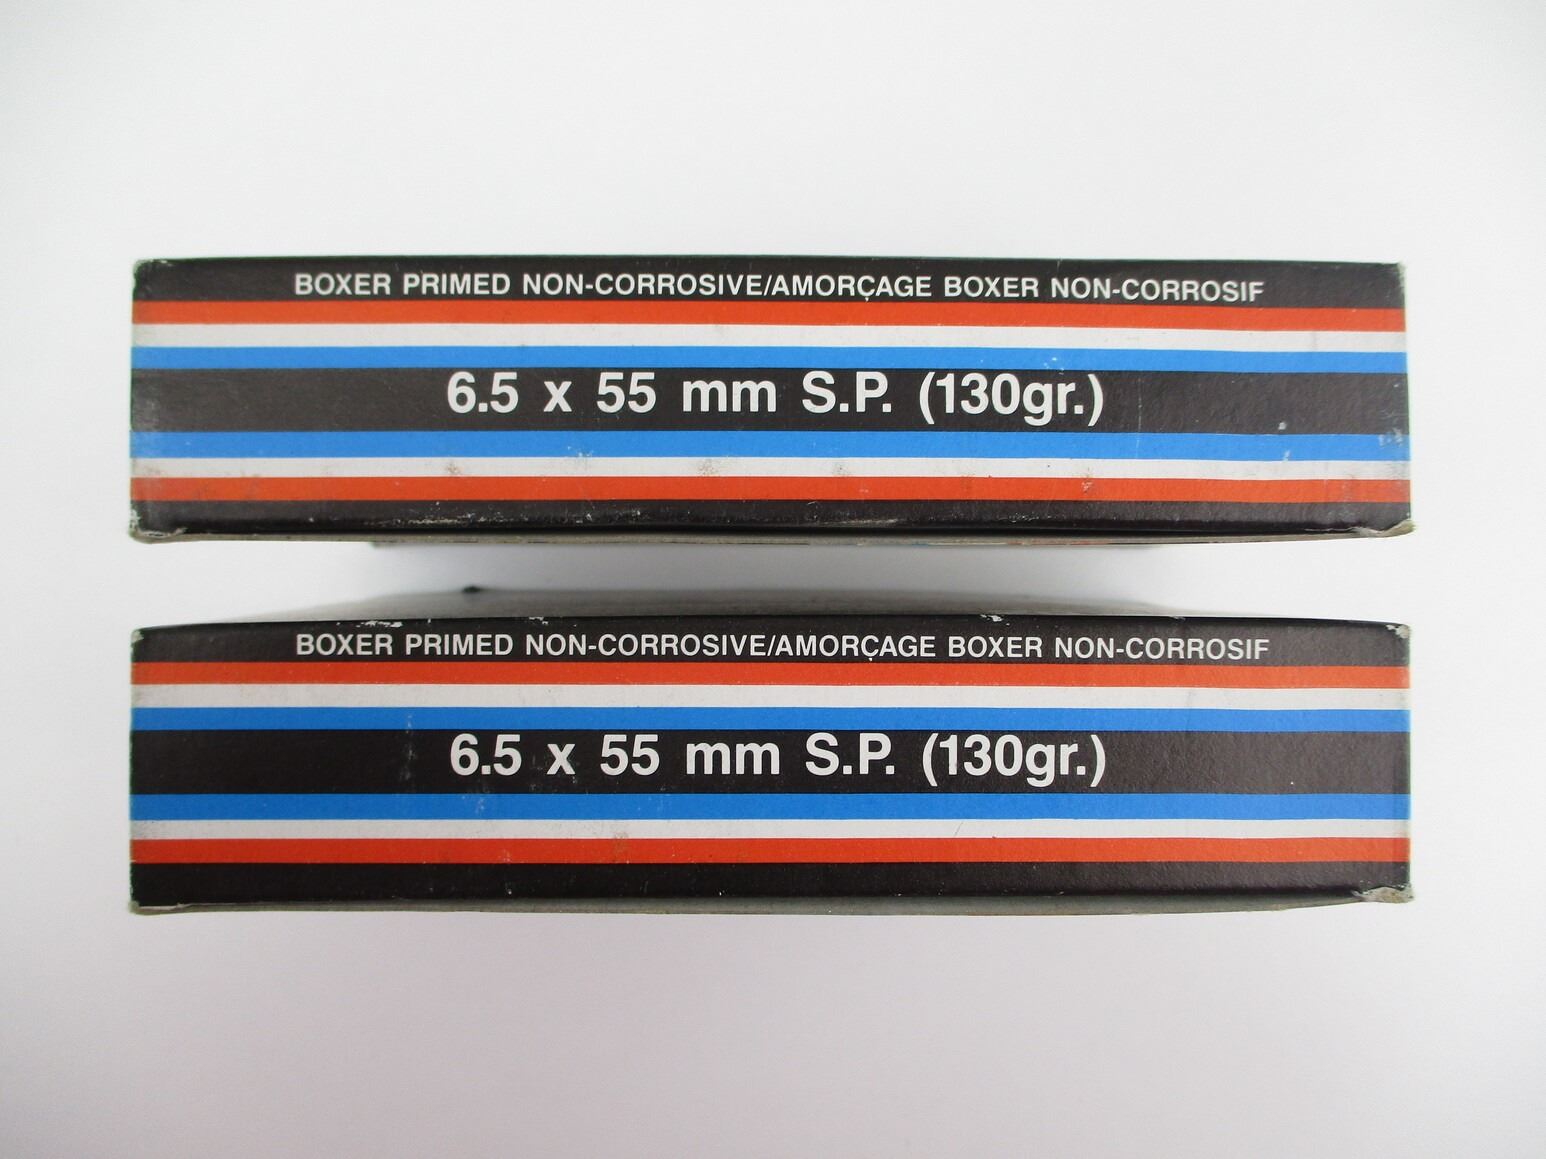 BOXER PRIMED NON-CORROSIVE/AMORÇAGE BOXER NON-CORROSIF
6.5 x 55 mm S.P. (130gr.)
BOXER PRIMED NON-CORROSIVE/AMORÇAGE BOXER NON-CORROSIF
6.5 x 55 mm S.P. (130gr.)